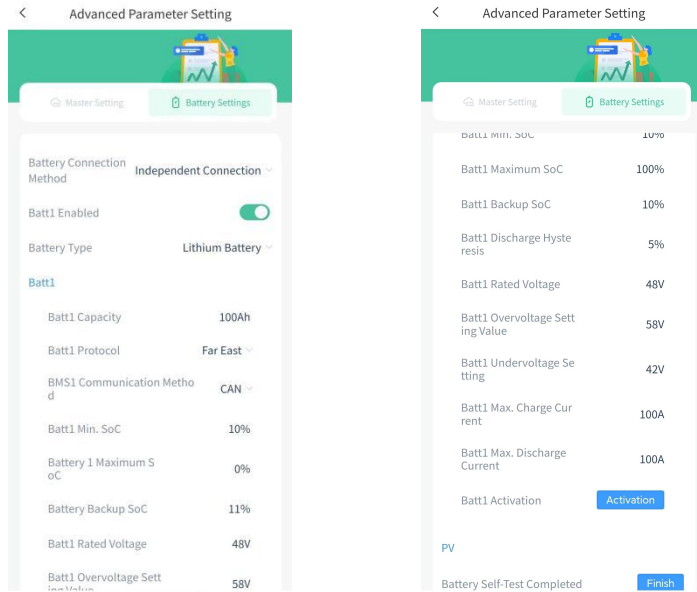 Advanced Parameter Setting
Master Setting
Battery Settings
Battery Connection
Method
Independent Connection
Batt1 Enabled
Battery Type
Lithium Battery
Batt1
Batt1 Capacity
100Ah
Batt1 Protocol
Far East
BMS1 Communication Metho
d
CAN
Batt1 Min. SoC
10%
Battery 1 Maximum S
oC
0%
Battery Backup SoC
11%
Batt1 Rated Voltage
48V
Batt1 Overvoltage Sett
ing Value
58V
Advanced Parameter Setting
Master Setting
Battery Settings
Batt1 Min. SoC
10%
Batt1 Maximum SoC
100%
Batt1 Backup SoC
10%
Batt1 Discharge Hyste
resis
5%
Batt1 Rated Voltage
48V
Batt1 Overvoltage Sett
ing Value
58V
Batt1 Undervoltage Se
tting
42V
Batt1 Max. Charge Cur
rent
100A
Batt1 Max. Discharge
Current
100A
Batt1 Activation
Activation
PV
Battery Self-Test Completed
Finish